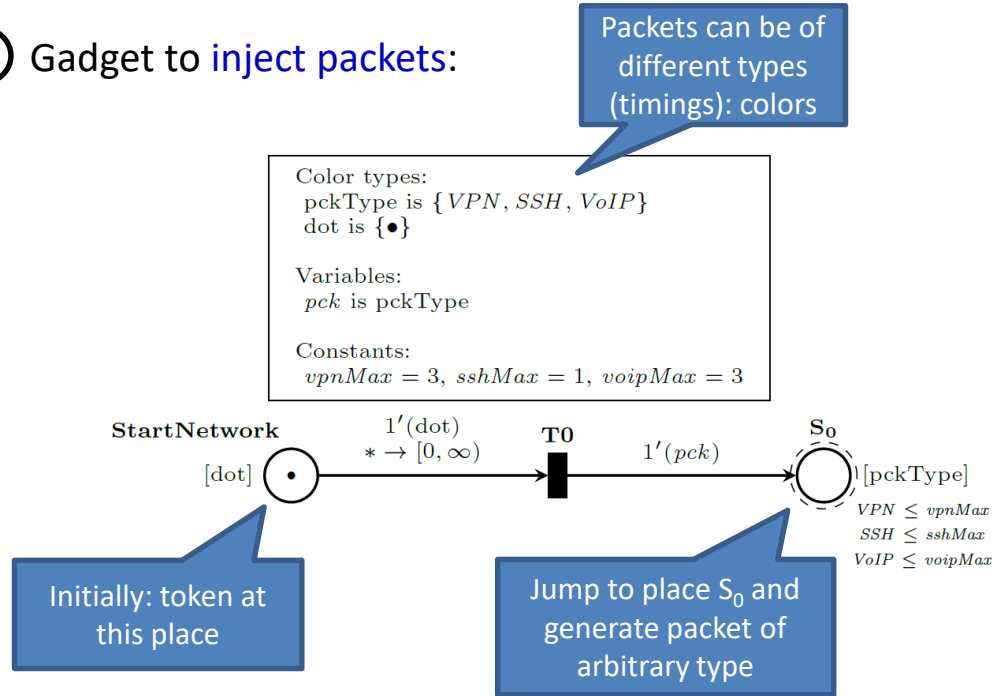 Gadget to inject packets:
Packets can be of
different types
(timings): colors
Color types:
pckType is {VPN, SSH, VoIP}
dot is {•}
Variables:
pck is pckType
Constants:
vpnMax = 3, sshMax = 1, voipMax = 3
StartNetwork
1′(dot)
∗ → [0, ∞)
T0
1′(pck)
S₀
[dot]
[pckType]
VPN ≤ vpnMax
SSH ≤ sshMax
VoIP ≤ voipMax
Initially: token at
this place
Jump to place S₀ and
generate packet of
arbitrary type